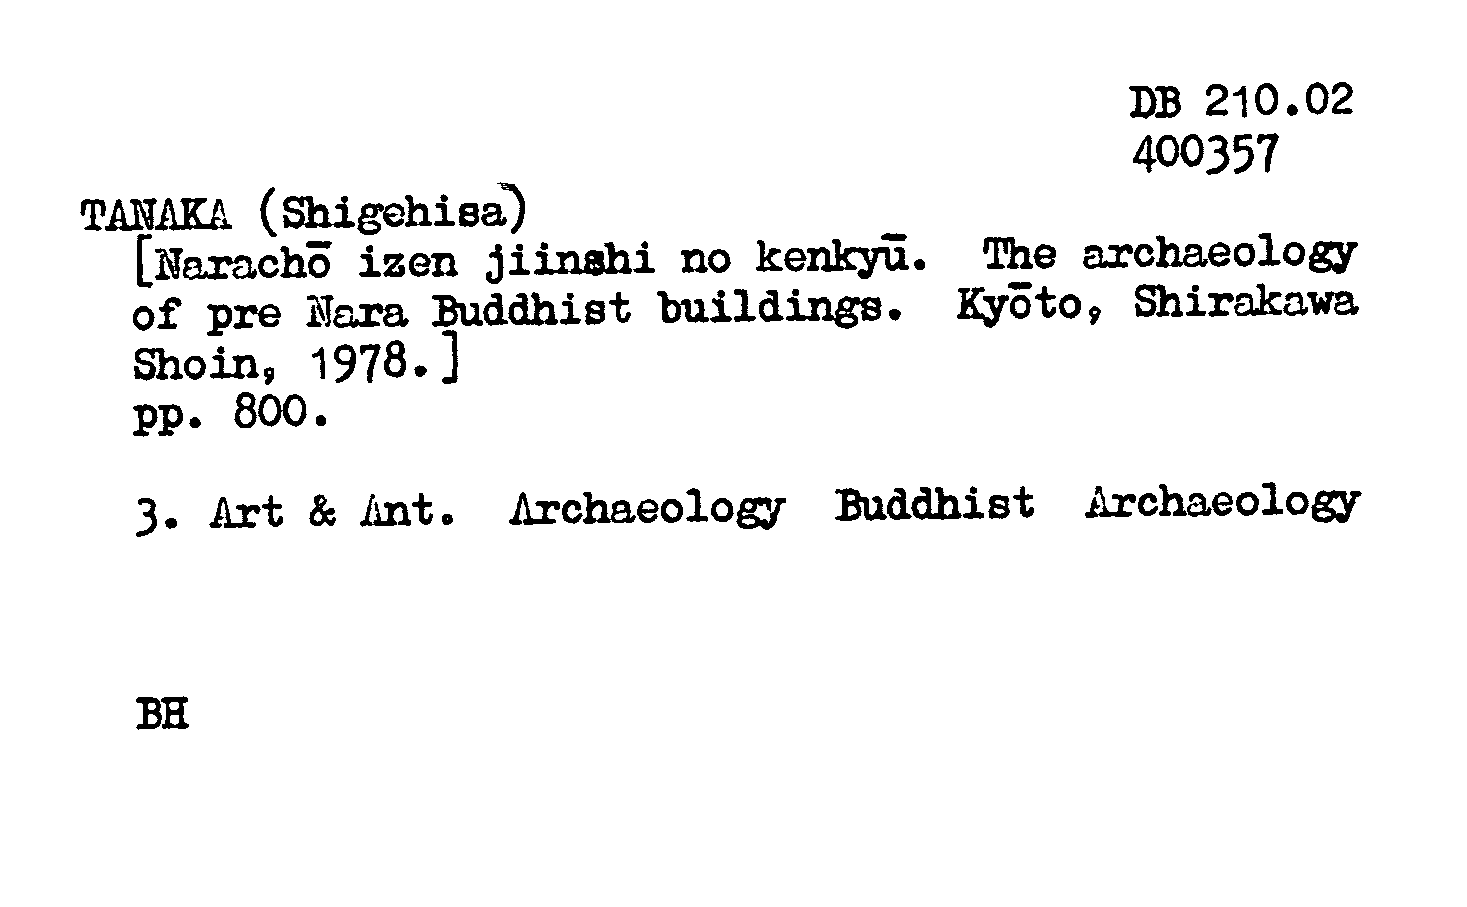 DB 210.02
400357
TANAKA (Shigehisa)
[Narachō izen jiinshi no kenkyū. The archaeology
of pre Nara Buddhist buildings. Kyōto, Shirakawa
Shoin, 1978.]
pp. 800.
3. Art & Ant. Archaeology Buddhist Archaeology
BH